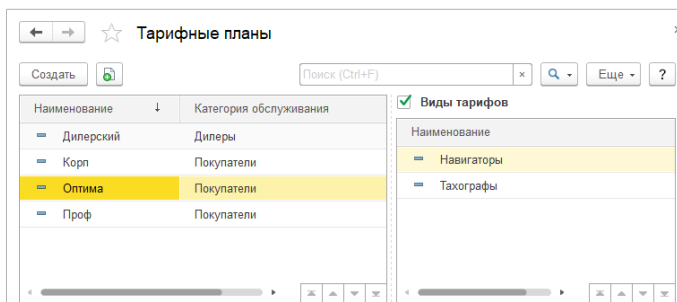 Тарифные планы
Создать Поиск (Ctrl+F) × Еще ?
Наименование ↓ Категория обслуживания
Дилерский Дилеры
Корп Покупатели
Оптима Покупатели
Проф Покупатели
Виды тарифов
Наименование
Навигаторы
Тахографы